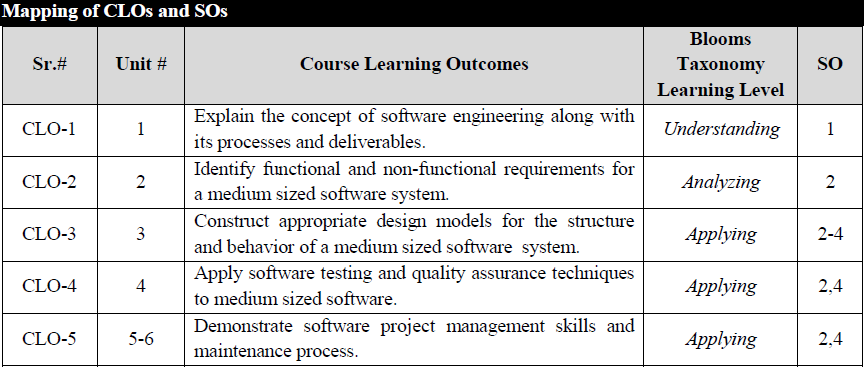 Mapping of CLOs and SOs
Sr.# Unit # Course Learning Outcomes Blooms Taxonomy Learning Level SO
CLO-1 1 Explain the concept of software engineering along with its processes and deliverables. Understanding 1
CLO-2 2 Identify functional and non-functional requirements for a medium sized software system. Analyzing 2
CLO-3 3 Construct appropriate design models for the structure and behavior of a medium sized software system. Applying 2-4
CLO-4 4 Apply software testing and quality assurance techniques to medium sized software. Applying 2,4
CLO-5 5-6 Demonstrate software project management skills and maintenance process. Applying 2,4